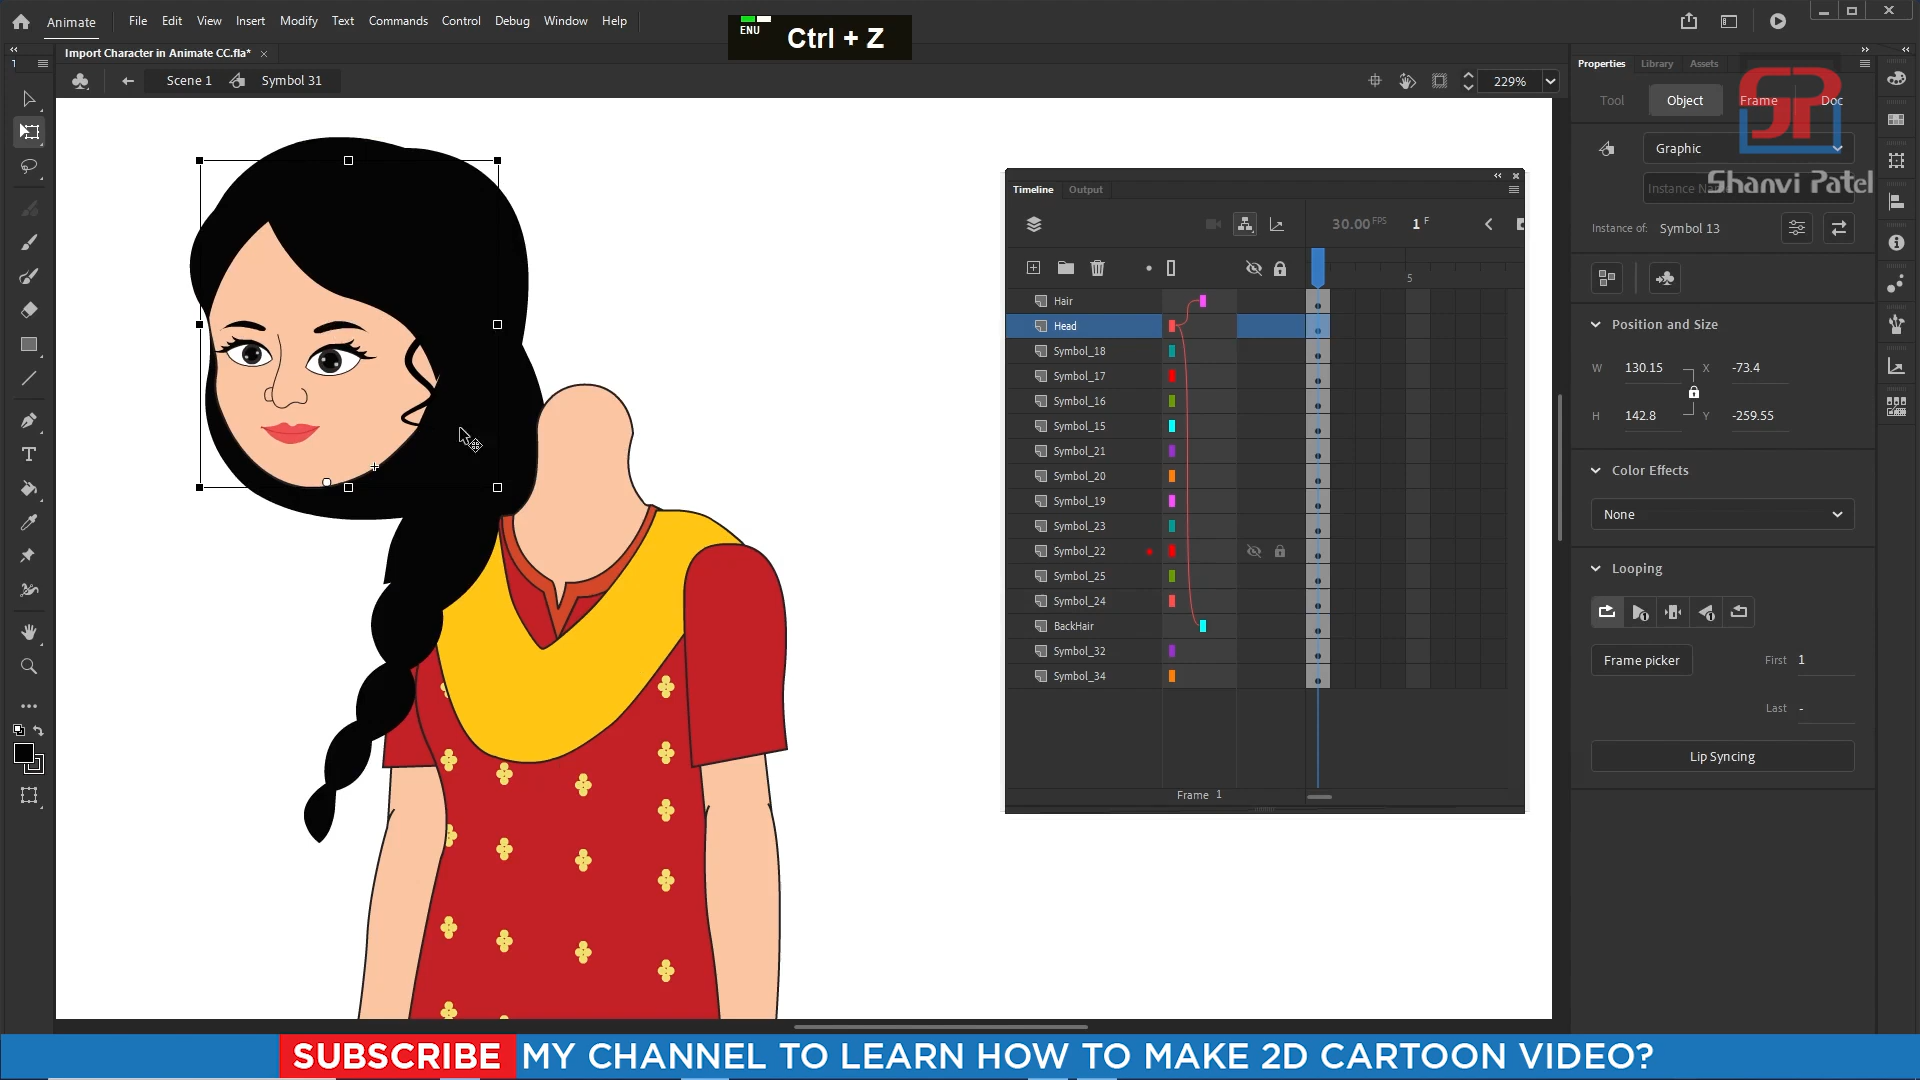 Animate
File Edit View Insert Modify Text Commands Control Debug Window Help
ENU
Ctrl + Z
Import Character in Animate CC.fla*
Scene 1
Symbol 31
229%
Properties
Library
Assets
Tool
Object
Frame
Doc
Graphic
Shanvi Patel
Instance of: Symbol 13
Position and Size
W 130.15 X -73.4
H 142.8 Y -259.55
Color Effects
None
Looping
Frame picker
First 1
Last -
Lip Syncing
Timeline
Output
30.00 FPS
1 F
5
Hair
Head
Symbol_18
Symbol_17
Symbol_16
Symbol_15
Symbol_21
Symbol_20
Symbol_19
Symbol_23
Symbol_22
Symbol_25
Symbol_24
BackHair
Symbol_32
Symbol_34
Frame 1
SUBSCRIBE MY CHANNEL TO LEARN HOW TO MAKE 2D CARTOON VIDEO?